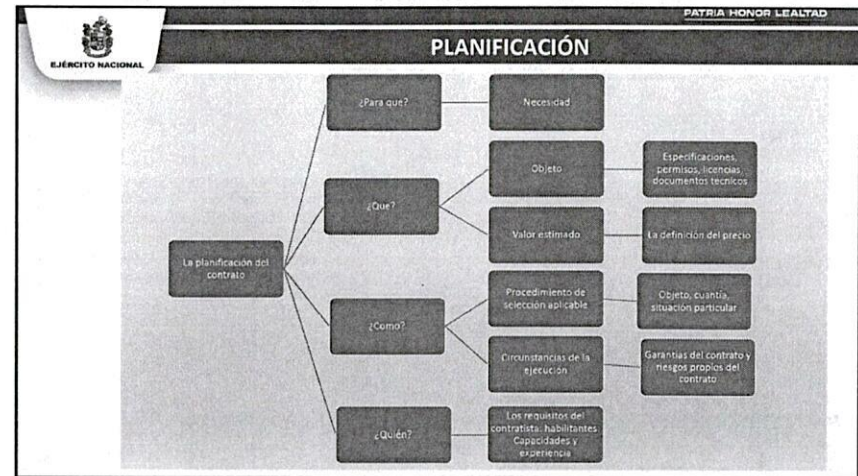 PATRIA HONOR LEALTAD
EJÉRCITO NACIONAL
PLANIFICACIÓN
La planificación del
contrato
¿Para que?
Necesidad
¿Que?
Objeto
Especificaciones,
permisos, licencias
documentos técnicos
Valor estimado
La definición del precio
¿Como?
Procedimiento de
selección aplicable
Objeto, cuantía,
situación particular
Circunstancias de la
ejecución
Garantías del contrato y
riesgos propios del
contrato
¿Quién?
Los requisitos del
contratista: habilitantes
Capacidades y
experiencia